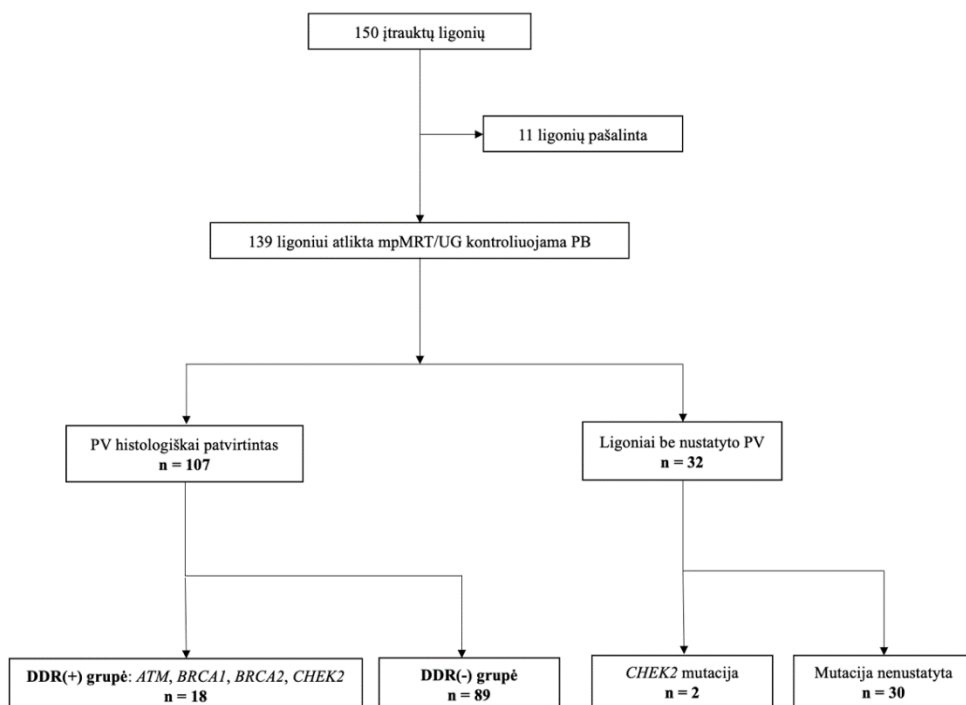 150 įtrauktų ligonių
11 ligonių pašalinta
139 ligoniui atlikta mpMRT/UG kontroliuojama PB
PV histologiškai patvirtintas
n = 107
Ligoniai be nustatyto PV
n = 32
DDR(+) grupė: ATM, BRCA1, BRCA2, CHEK2
n = 18
DDR(-) grupė
n = 89
CHEK2 mutacija
n = 2
Mutacija nenustatyta
n = 30